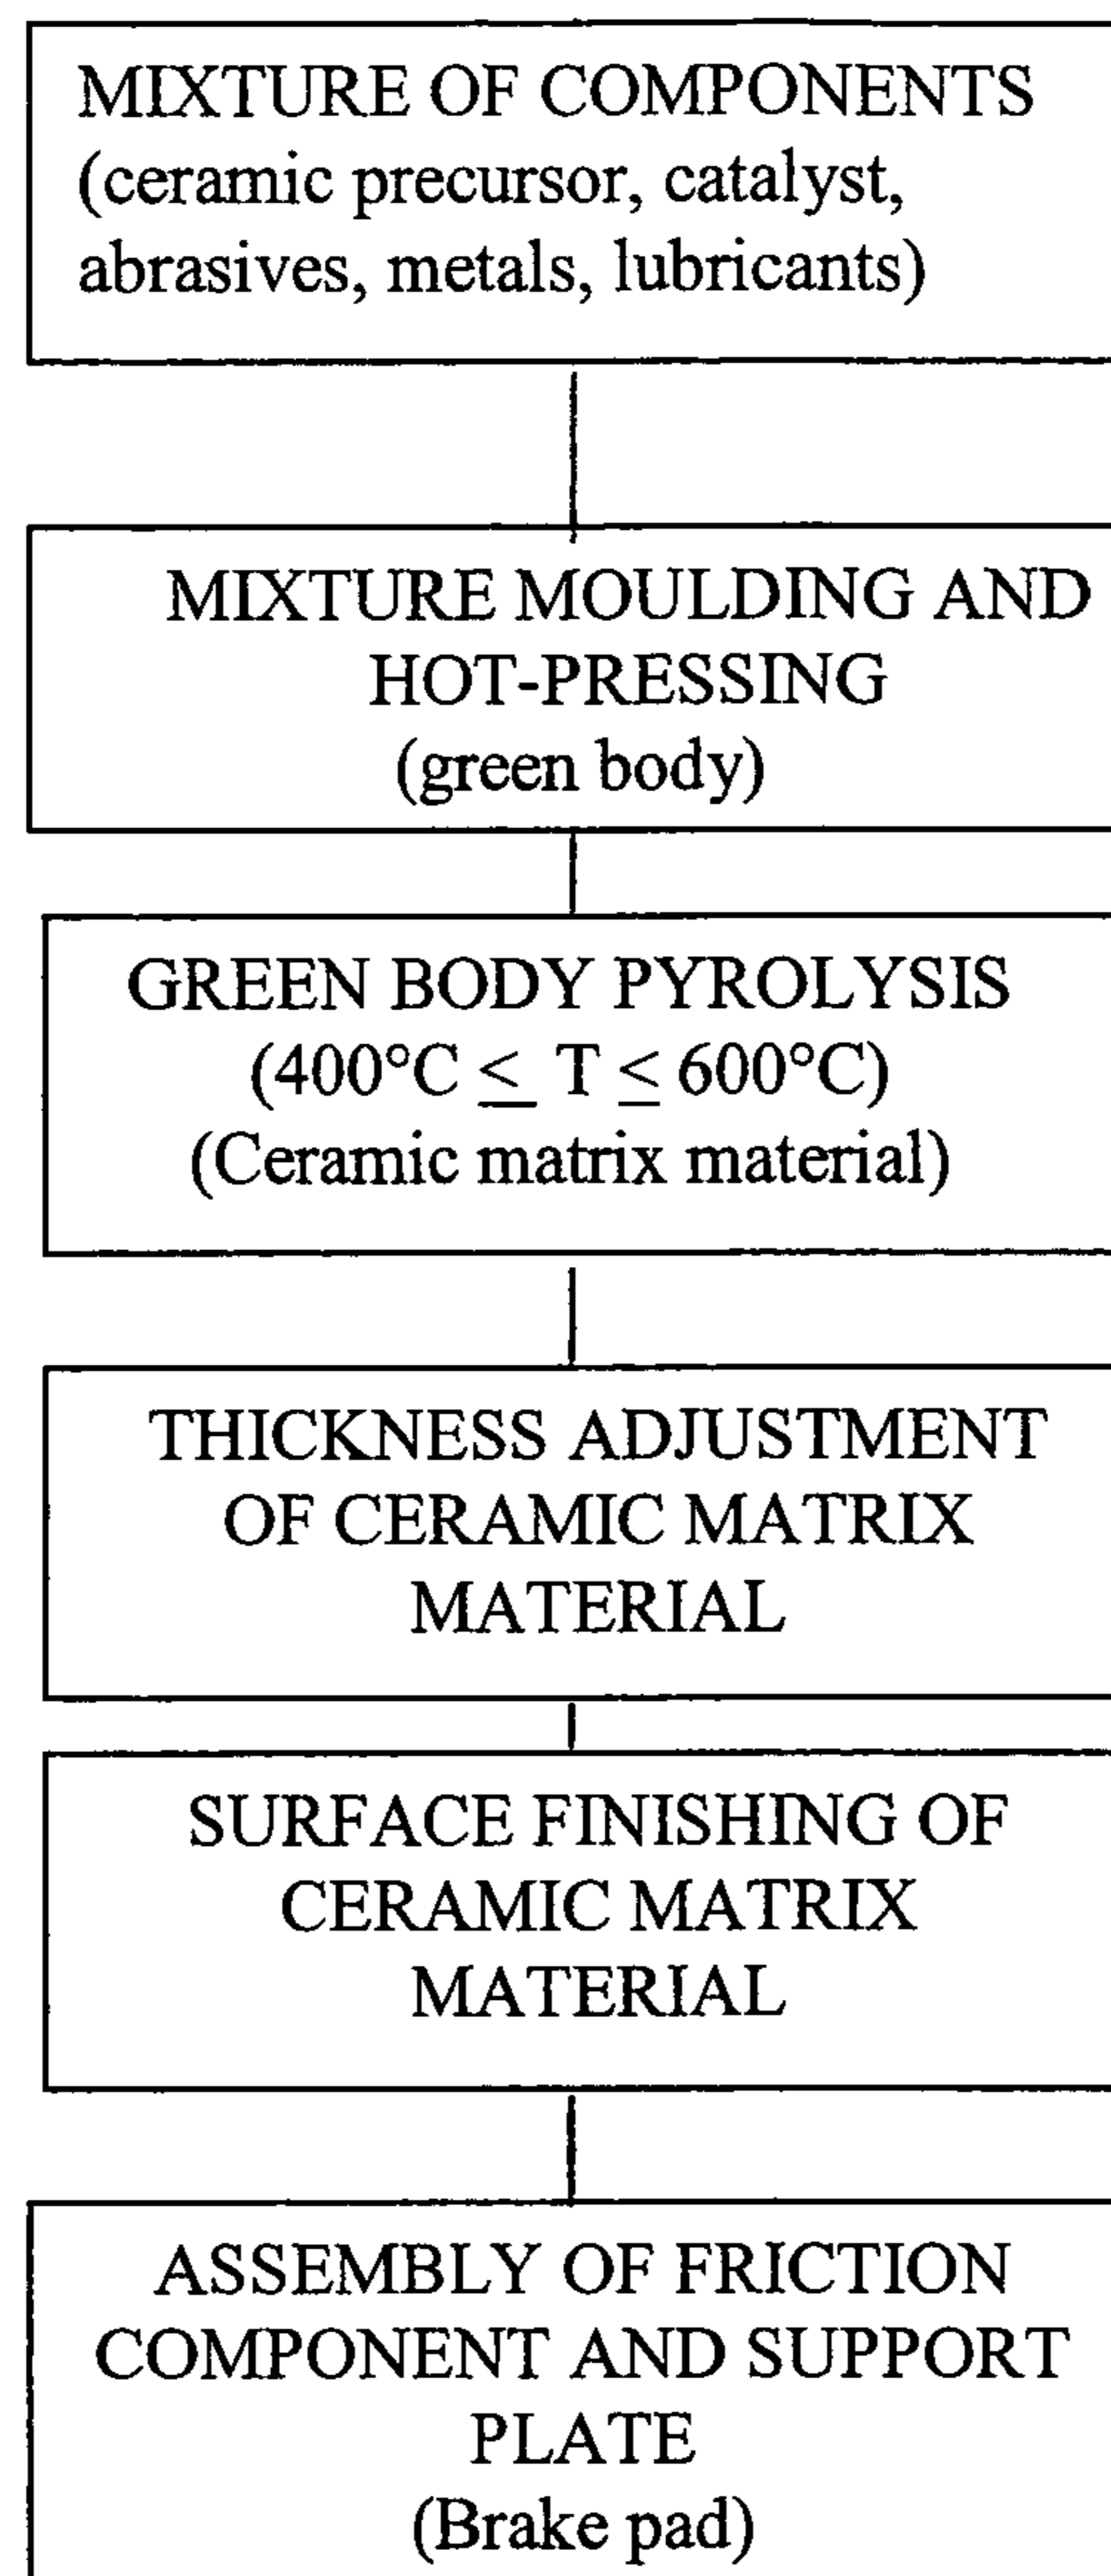 MIXTURE OF COMPONENTS
(ceramic precursor, catalyst,
abrasives, metals, lubricants)
MIXTURE MOULDING AND
HOT-PRESSING
(green body)
GREEN BODY PYROLYSIS
(400°C ≤ T ≤ 600°C)
(Ceramic matrix material)
THICKNESS ADJUSTMENT
OF CERAMIC MATRIX
MATERIAL
SURFACE FINISHING OF
CERAMIC MATRIX
MATERIAL
ASSEMBLY OF FRICTION
COMPONENT AND SUPPORT
PLATE
(Brake pad)